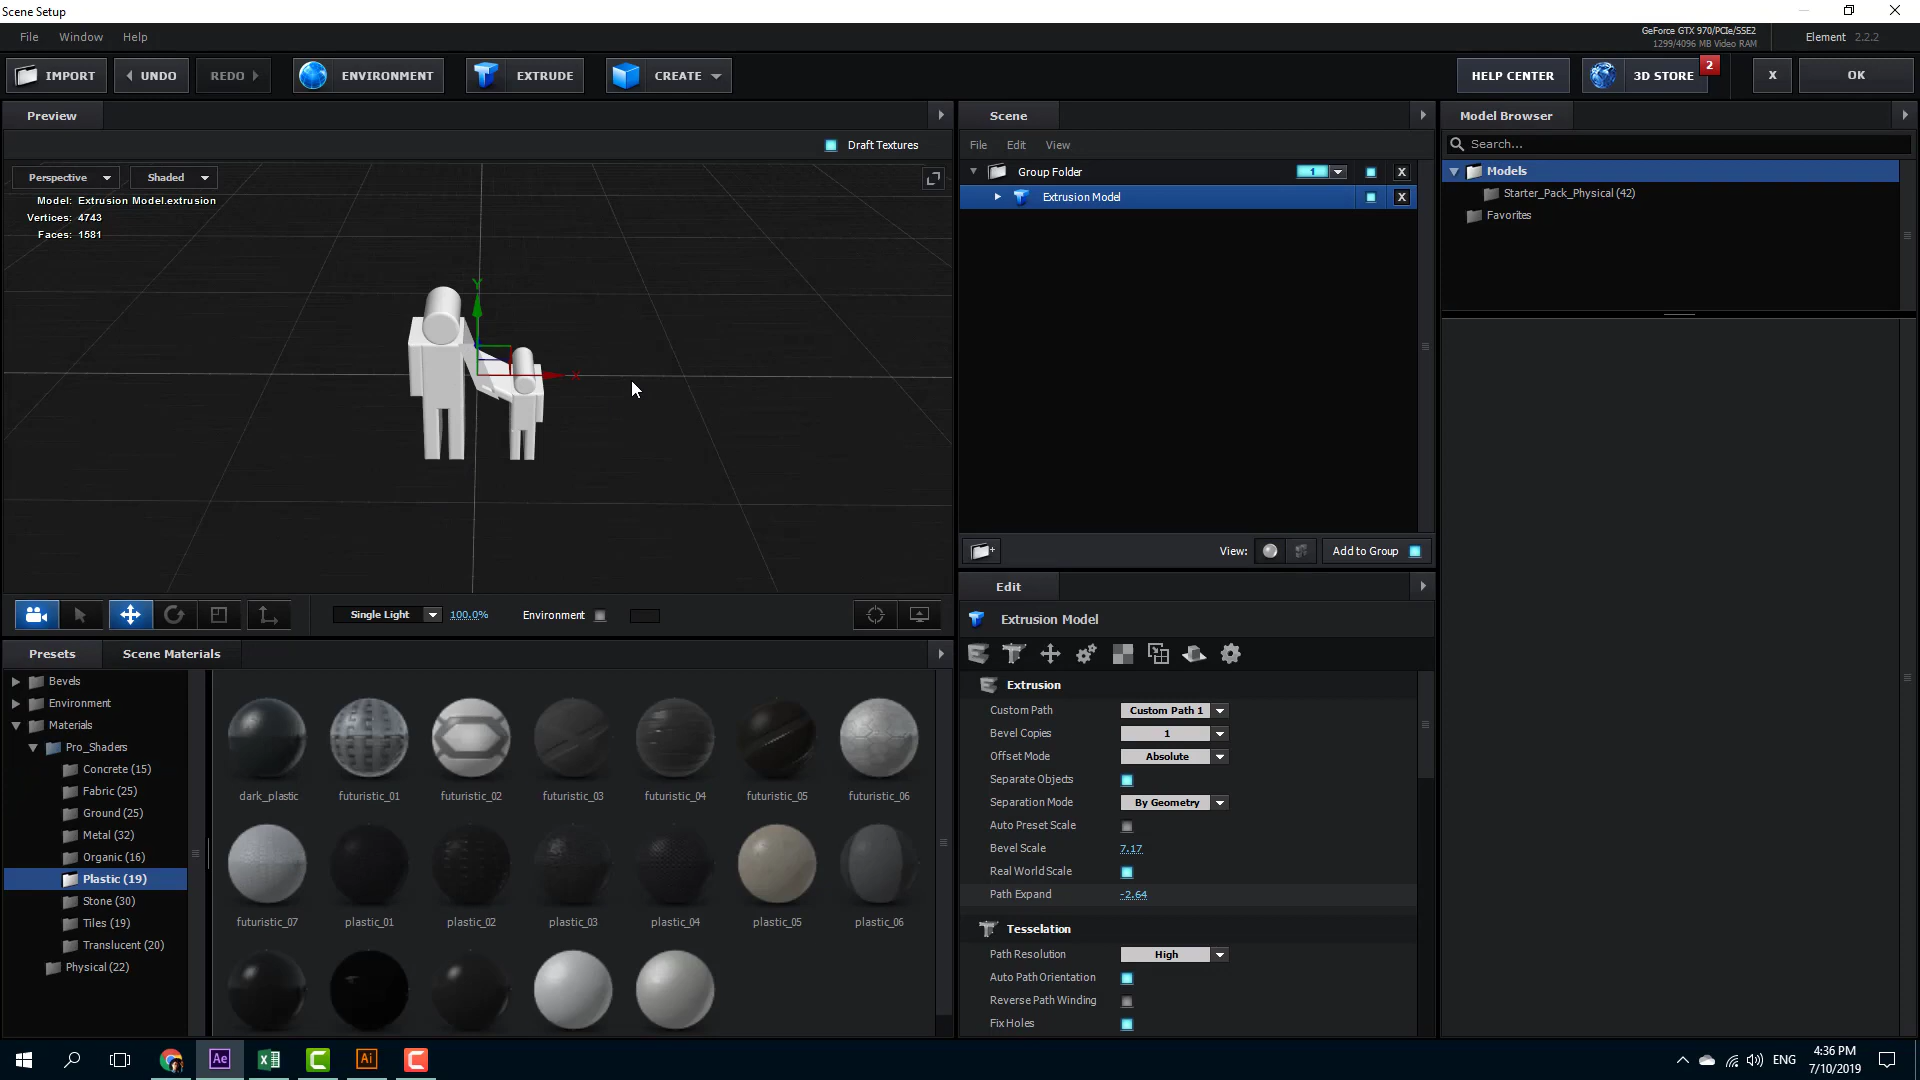 Scene Setup
File Window Help
GeForce GTX 970/PCIe/SSE2
1299/4096 MB Video RAM
Element 2.2.2
IMPORT UNDO REDO ENVIRONMENT EXTRUDE CREATE HELP CENTER 3D STORE 2 X OK
Preview
Draft Textures
Perspective Shaded
Model: Extrusion Model.extrusion
Vertices: 4743
Faces: 1581
Y
X
Single Light 100.0% Environment
Scene
File Edit View
Group Folder 1 X
Extrusion Model X
View: Add to Group
Model Browser
Search...
Models
Starter_Pack_Physical (42)
Favorites
Presets Scene Materials
Bevels
Environment
Materials
Pro_Shaders
Concrete (15)
Fabric (25)
Ground (25)
Metal (32)
Organic (16)
Plastic (19)
Stone (30)
Tiles (19)
Translucent (20)
Physical (22)
dark_plastic futuristic_01 futuristic_02 futuristic_03 futuristic_04 futuristic_05 futuristic_06
futuristic_07 plastic_01 plastic_02 plastic_03 plastic_04 plastic_05 plastic_06
Edit
Extrusion Model
Extrusion
Custom Path Custom Path 1
Bevel Copies 1
Offset Mode Absolute
Separate Objects
Separation Mode By Geometry
Auto Preset Scale
Bevel Scale 7.17
Real World Scale
Path Expand -2.64
Tesselation
Path Resolution High
Auto Path Orientation
Reverse Path Winding
Fix Holes
Ae
Ai
ENG
4:36 PM
7/10/2019